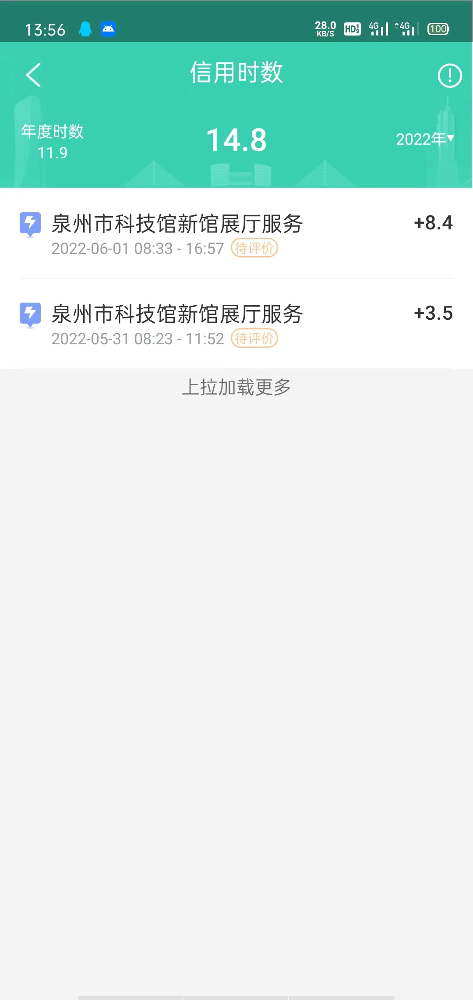 13:56 28.0 KB/S HD 1 2 4G 4G 100
信用时数
年度时数
11.9
14.8
2022年
泉州市科技馆新馆展厅服务 +8.4
2022-06-01 08:33 - 16:57 待评价
泉州市科技馆新馆展厅服务 +3.5
2022-05-31 08:23 - 11:52 待评价
上拉加载更多